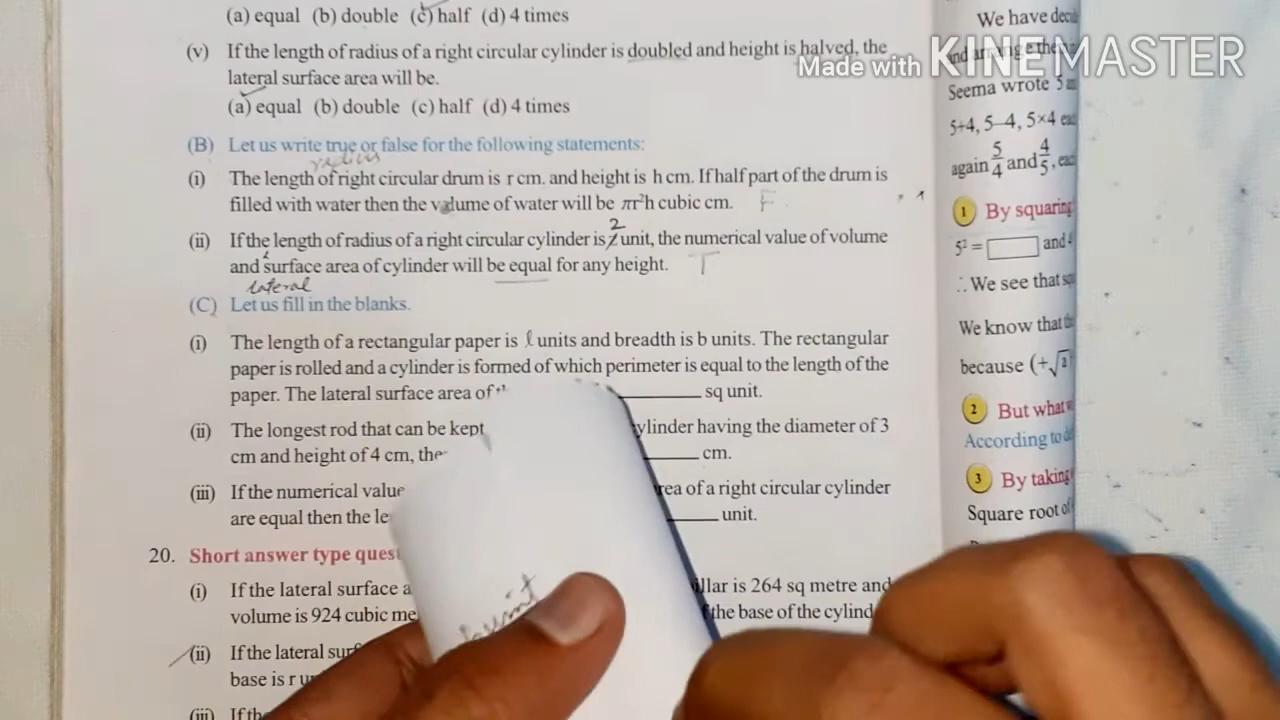 (a) equal (b) double (c) half (d) 4 times
(v) If the length of radius of a right circular cylinder is doubled and height is halved, the
lateral surface area will be.
(a) equal (b) double (c) half (d) 4 times
(B) Let us write true or false for the following statements:
radius
(i) The length of right circular drum is r cm. and height is h cm. If half part of the drum is
filled with water then the volume of water will be πr²h cubic cm. F
2
(ii) If the length of radius of a right circular cylinder is unit, the numerical value of volume
and surface area of cylinder will be equal for any height. T
lateral
(C) Let us fill in the blanks.
(i) The length of a rectangular paper is l units and breadth is b units. The rectangular
paper is rolled and a cylinder is formed of which perimeter is equal to the length of the
paper. The lateral surface area of sq unit.
(ii) The longest rod that can be kept ylinder having the diameter of 3
cm and height of 4 cm, the cm.
(iii) If the numerical value rea of a right circular cylinder
are equal then the le unit.
20. Short answer type ques
(i) If the lateral surface a llar is 264 sq metre and
volume is 924 cubic me the base of the cylind
(ii) If the lateral sur
base is r u
(iii) If th
We have
Made with KINEMASTER
Seema wrote 5
5+4, 5–4, 5×4
again 5/4 and 4/5,
1 By squaring
5² = and
∴ We see that
We know that
because (+√
2 But what
According to
3 By taking
Square root of